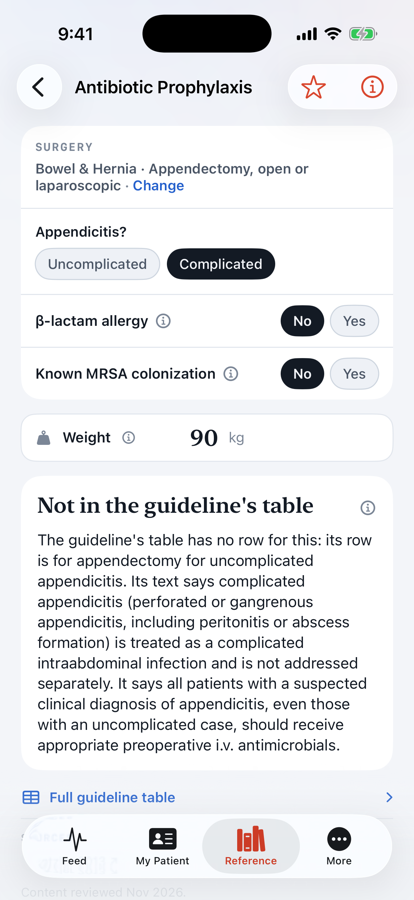 9:41
Antibiotic Prophylaxis
SURGERY
Bowel & Hernia · Appendectomy, open or
laparoscopic · Change
Appendicitis?
Uncomplicated Complicated
β-lactam allergy No Yes
Known MRSA colonization No Yes
Weight 90 kg
Not in the guideline's table
The guideline's table has no row for this: its row
is for appendectomy for uncomplicated
appendicitis. Its text says complicated
appendicitis (perforated or gangrenous
appendicitis, including peritonitis or abscess
formation) is treated as a complicated
intraabdominal infection and is not addressed
separately. It says all patients with a suspected
clinical diagnosis of appendicitis, even those
with an uncomplicated case, should receive
appropriate preoperative i.v. antimicrobials.
Full guideline table
Feed My Patient Reference More
Content reviewed Nov 2026